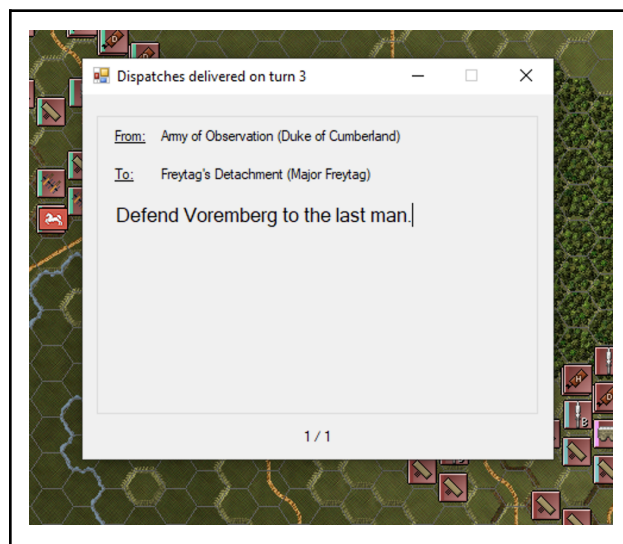 Dispatches delivered on turn 3
From: Army of Observation (Duke of Cumberland)
To: Freytag's Detachment (Major Freytag)
Defend Voremberg to the last man.
1 / 1
D
H
B
D